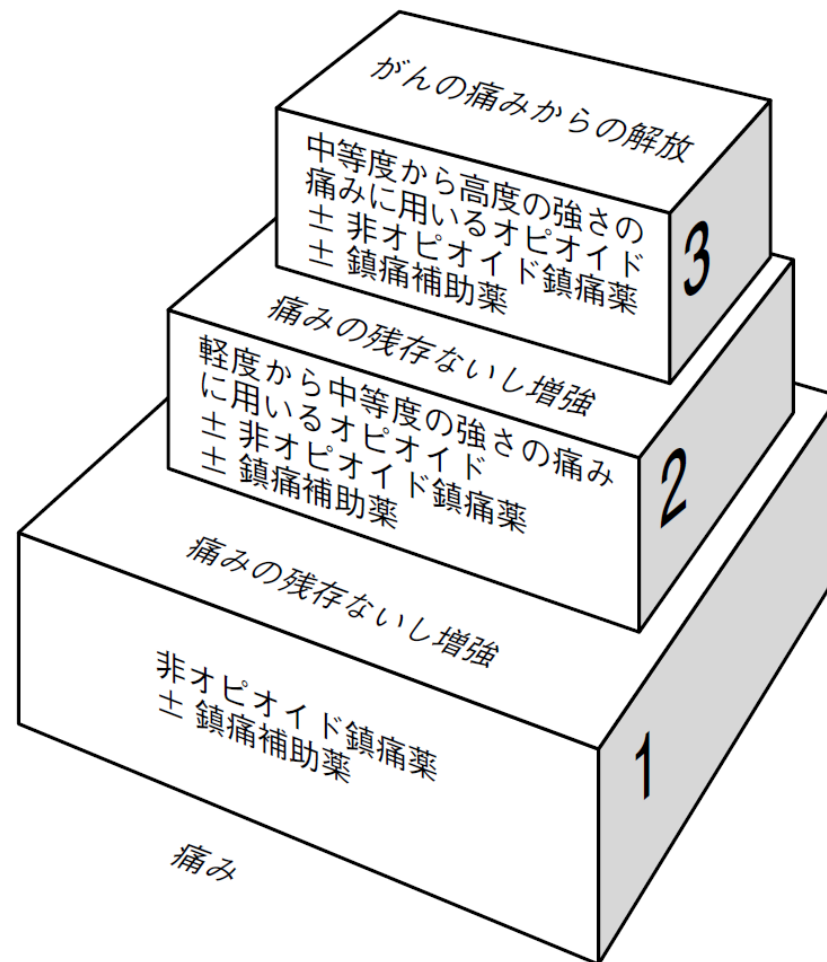 がんの痛みからの解放
中等度から高度の強さの
痛みに用いるオピオイド
± 非オピオイド鎮痛薬
± 鎮痛補助薬
3
痛みの残存ないし増強
軽度から中等度の強さの痛み
に用いるオピオイド
± 非オピオイド鎮痛薬
± 鎮痛補助薬
2
痛みの残存ないし増強
非オピオイド鎮痛薬
± 鎮痛補助薬
1
痛み